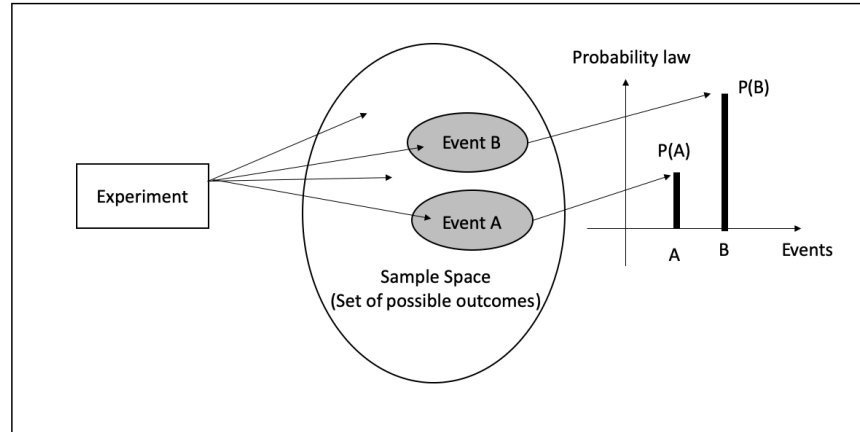 Experiment
Event B
Event A
Sample Space
(Set of possible outcomes)
Probability law
P(B)
P(A)
A
B
Events